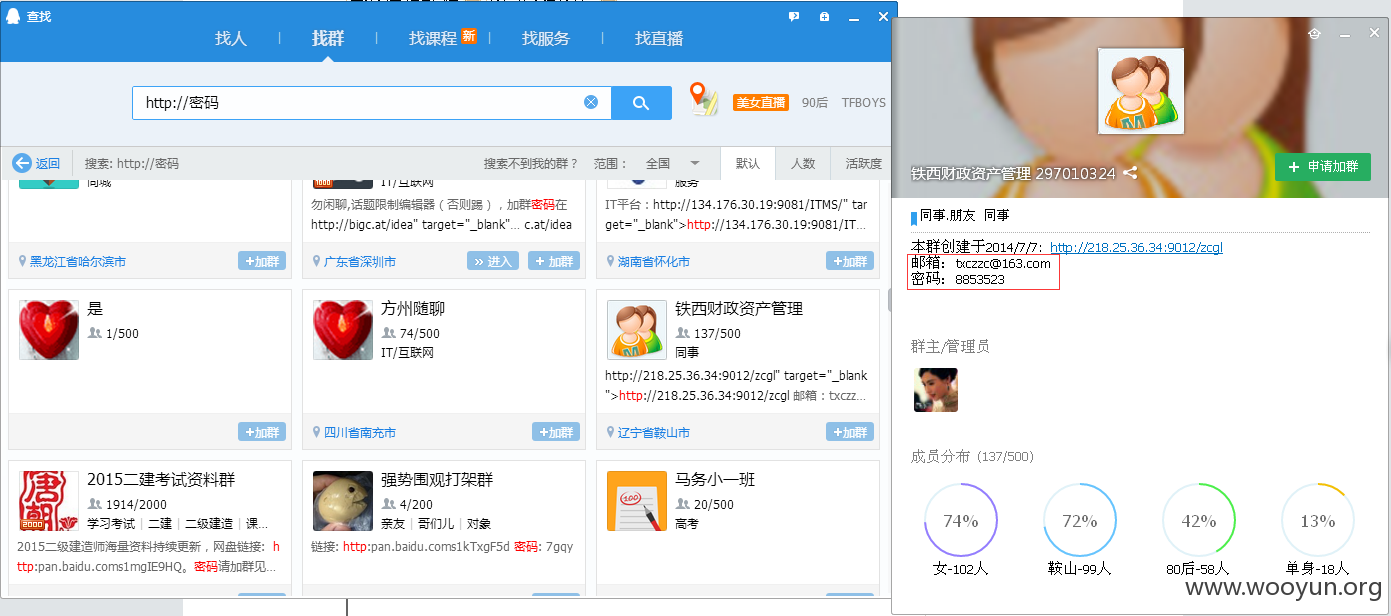 查找
找人
找群
找课程 新
找服务
找直播
http://密码
美女直播 90后 TFBOYS
返回 搜索: http://密码 搜索不到我的群？ 范围： 全国 默认 人数 活跃度
同城
黑龙江省哈尔滨市 +加群
IT/互联网
勿闲聊,话题限制编辑器（否则踢），加群密码在
http://bigc.at/idea" target="_blank"... c.at/idea
广东省深圳市 » 进入 + 加群
服务
IT平台：http://134.176.30.19:9081/ITMS/" tar
get="_blank">http://134.176.30.19:9081/IT...
湖南省怀化市 +加群
是
1/500
+加群
方州随聊
74/500
IT/互联网
四川省南充市 +加群
铁西财政资产管理
137/500
同事
http://218.25.36.34:9012/zcgl" target="_blank
">http://218.25.36.34:9012/zcgl 邮箱：txczz...
辽宁省鞍山市 +加群
2015二建考试资料群
1914/2000
学习考试 | 二建 | 二级建造 | 课...
2015二级建造师海量资料持续更新，网盘链接: h
ttp:pan.baidu.coms1mgIE9HQ。密码请加群见...
强势围观打架群
4/200
亲友 | 哥们儿 | 对象
链接: http:pan.baidu.coms1kTxgF5d 密码: 7gqy
马务小一班
20/500
高考
铁西财政资产管理 297010324
+ 申请加群
同事.朋友 同事
本群创建于2014/7/7: http://218.25.36.34:9012/zcgl
邮箱: txczzc@163.com
密码: 8853523
群主/管理员
成员分布 (137/500)
74% 72% 42% 13%
女-102人 鞍山-99人 80后-58人 单身-18人
www.wooyun.org